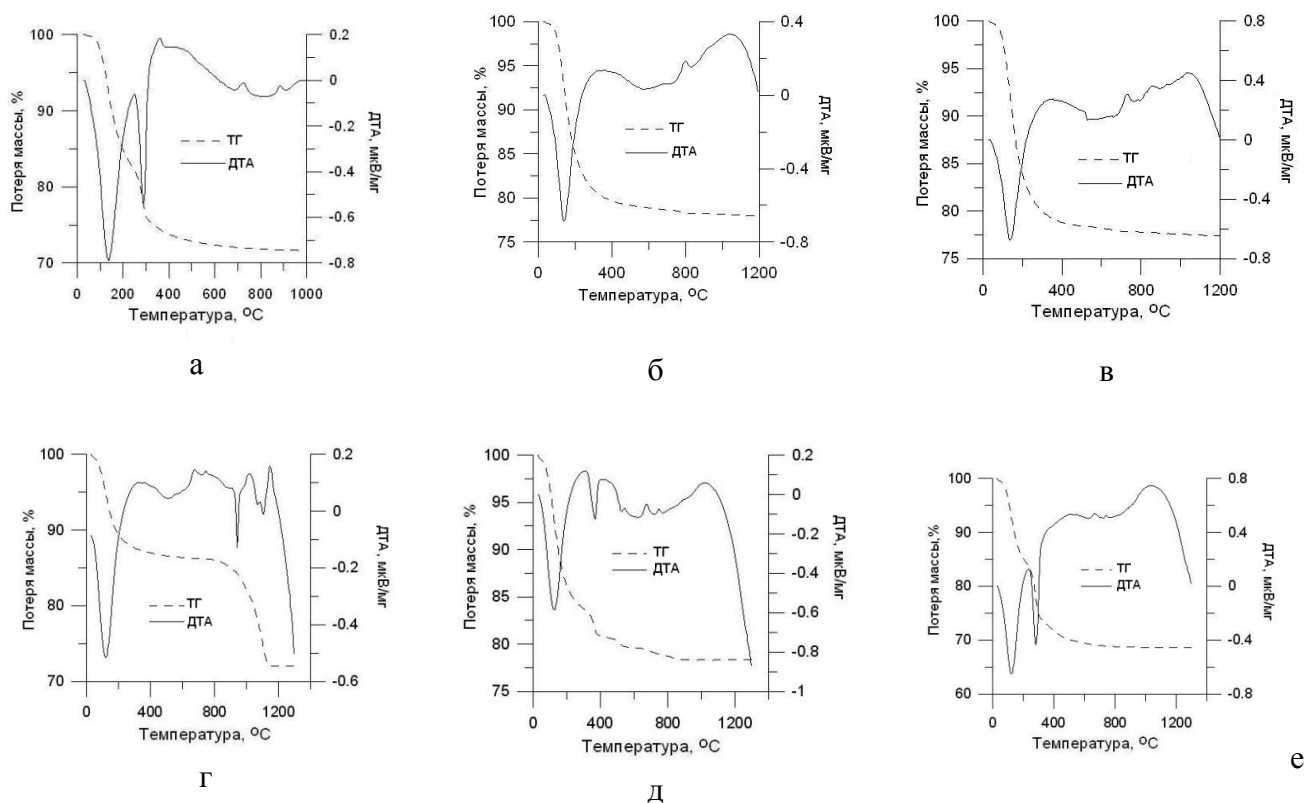 100
95
90
85
80
75
70
Потеря массы, %
0.2
0
-0.2
-0.4
-0.6
-0.8
ДТА, мкВ/мг
ТГ
ДТА
0 200 400 600 800 1000
Температура, °С
а
100
95
90
85
80
75
Потеря массы, %
0.4
0
-0.4
-0.8
ДТА, мкВ/мг
ТГ
ДТА
0 400 800 1200
Температура, °С
б
100
95
90
85
80
75
Потеря массы, %
0.8
0.4
0
-0.4
-0.8
ДТА, мкВ/мг
ТГ
ДТА
0 400 800 1200
Температура, °С
в
100
90
80
70
Потеря массы, %
0.2
0
-0.2
-0.4
-0.6
ДТА, мкВ/мг
ТГ
ДТА
0 400 800 1200
Температура, °С
г
100
95
90
85
80
75
Потеря массы, %
0.2
0
-0.2
-0.4
-0.6
-0.8
-1
ДТА, мкВ/мг
ТГ
ДТА
0 400 800 1200
Температура, °С
д
100
90
80
70
60
Потеря массы,%
0.8
0.4
0
-0.4
-0.8
ДТА, мкВ/мг
ТГ
ДТА
0 400 800 1200
Температура, °С
е